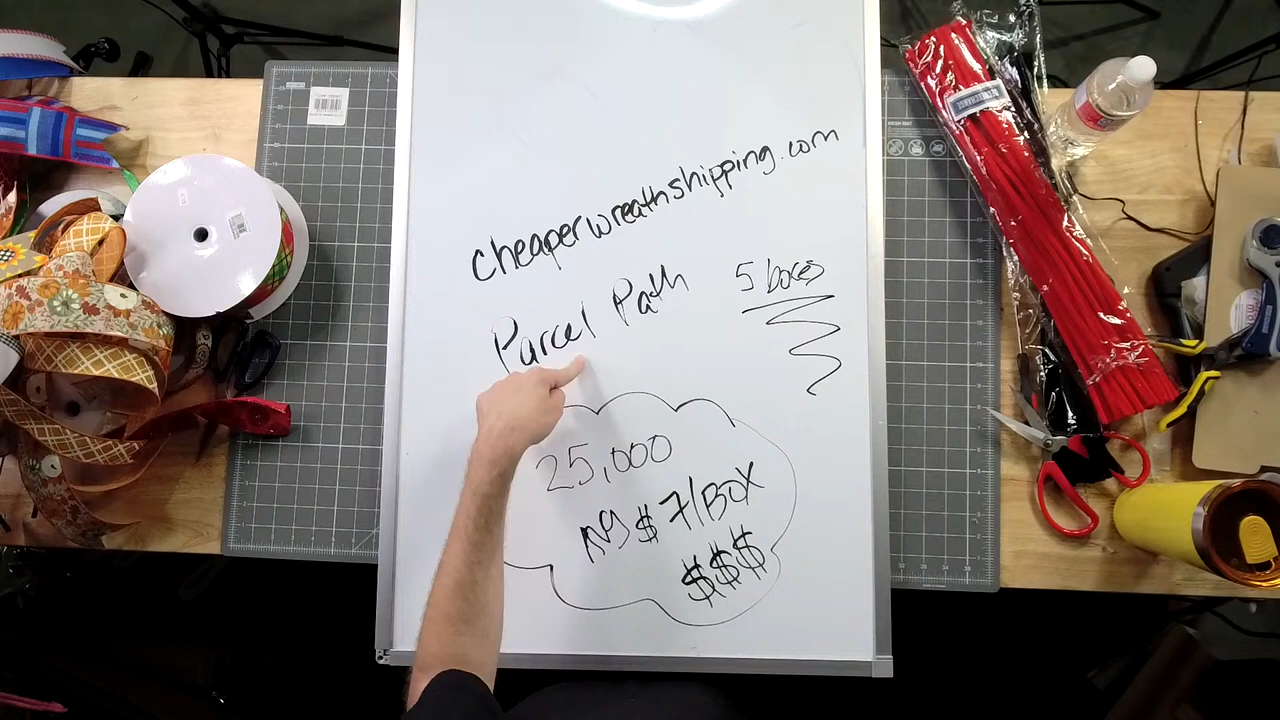 cheaperwreathshipping.com
Parcel Path
5 boxes
25,000
avg $ 7/BOX
$$$